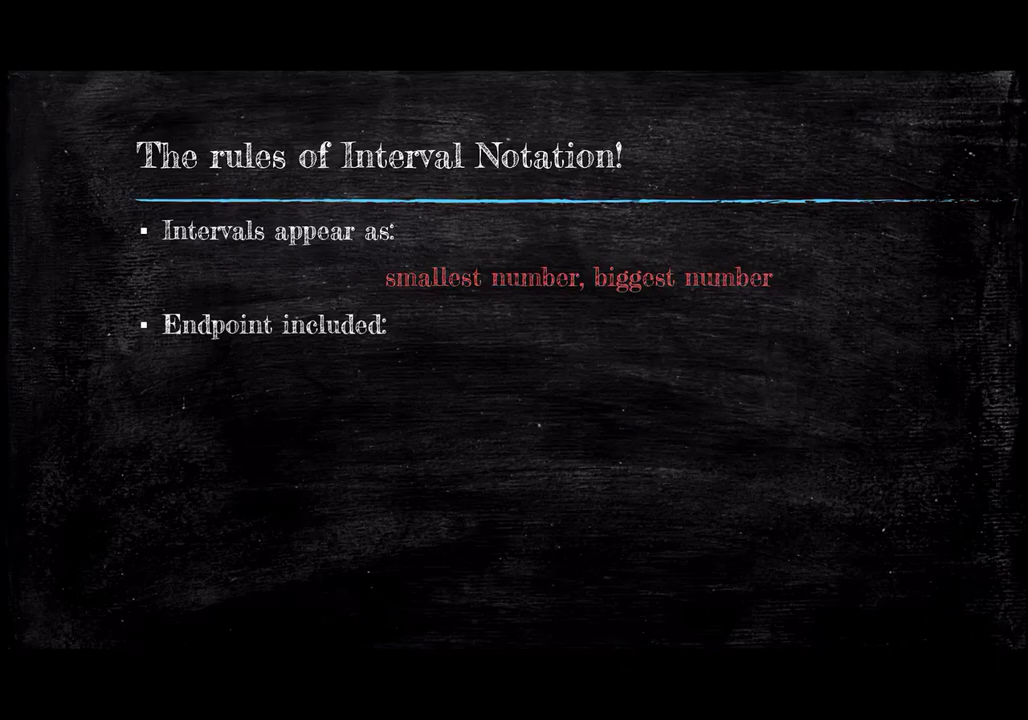 The rules of Interval Notation!
▪ Intervals appear as:
smallest number, biggest number
▪ Endpoint included: